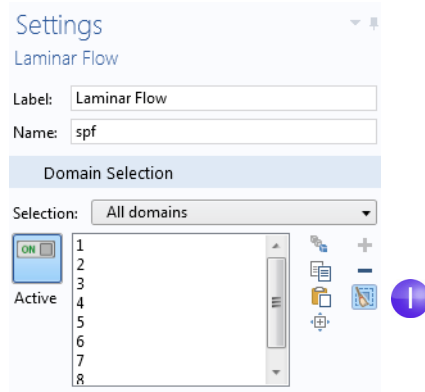 Settings
Laminar Flow
Label: Laminar Flow
Name: spf
Domain Selection
Selection: All domains
ON
Active
1
2
3
4
5
6
7
8